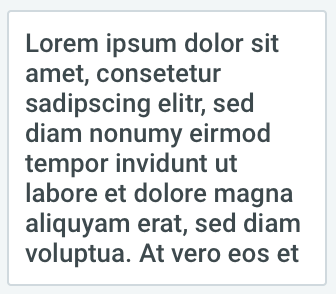 Lorem ipsum dolor sit
amet, consetetur
sadipscing elitr, sed
diam nonumy eirmod
tempor invidunt ut
labore et dolore magna
aliquyam erat, sed diam
voluptua. At vero eos et